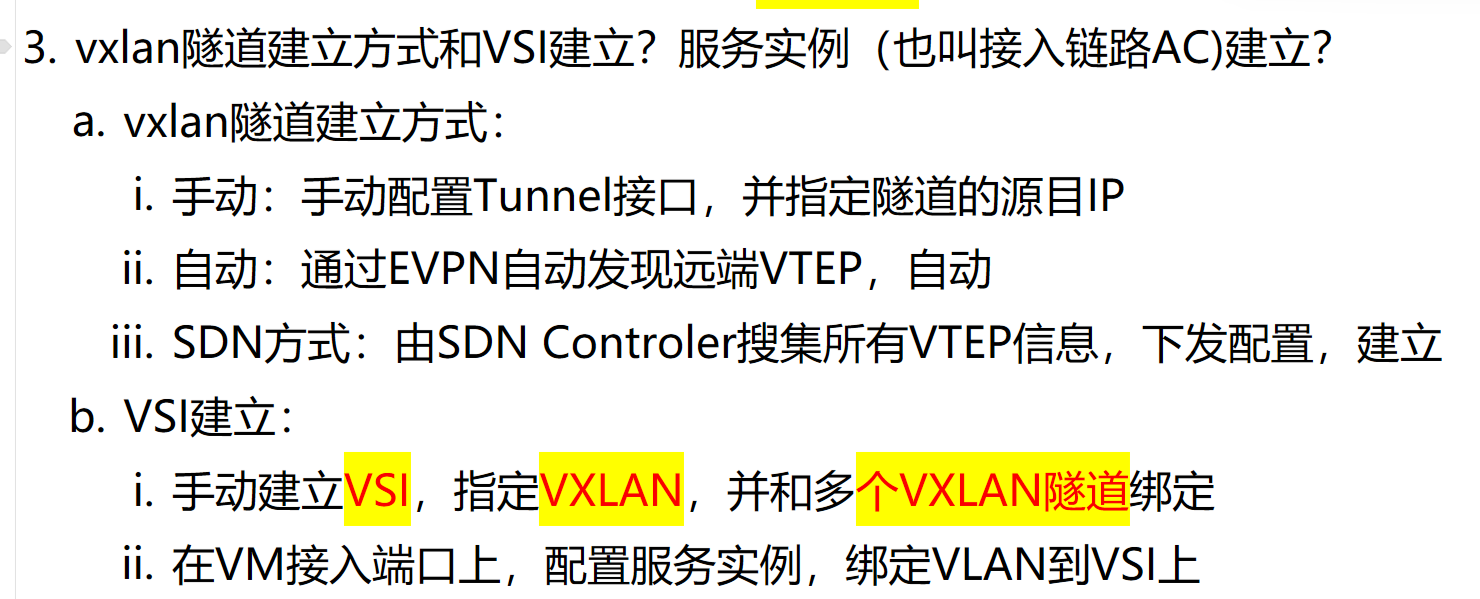 3. vxlan隧道建立方式和VSI建立？服务实例（也叫接入链路AC)建立？
a. vxlan隧道建立方式：
i. 手动：手动配置Tunnel接口，并指定隧道的源目IP
ii. 自动：通过EVPN自动发现远端VTEP，自动
iii. SDN方式：由SDN Controler搜集所有VTEP信息，下发配置，建立
b. VSI建立：
i. 手动建立VSI，指定VXLAN，并和多个VXLAN隧道绑定
ii. 在VM接入端口上，配置服务实例，绑定VLAN到VSI上